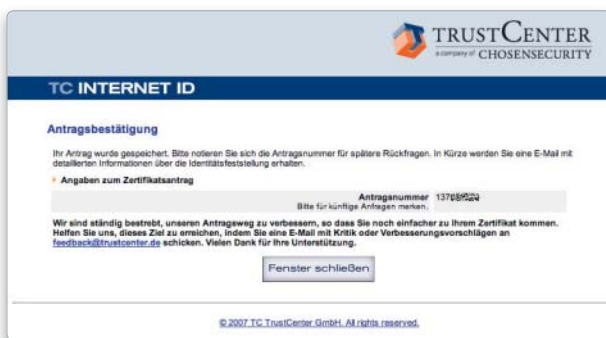 TRUSTCENTER
a company of CHOSENSECURITY
TC INTERNET ID
Antragsbestätigung
Ihr Antrag wurde gespeichert. Bitte notieren Sie sich die Antragsnummer für spätere Rückfragen. In Kürze werden Sie eine E-Mail mit
detaillierten Informationen über die Identitätsfeststellung erhalten.
Angaben zum Zertifikatsantrag
Antragsnummer
Bitte für künftige Anfragen merken.
Wir sind ständig bestrebt, unseren Antragsweg zu verbessern, so dass Sie noch einfacher zu Ihrem Zertifikat kommen.
Helfen Sie uns, dieses Ziel zu erreichen, indem Sie eine E-Mail mit Kritik oder Verbesserungsvorschlägen an
feedback@trustcenter.de schicken. Vielen Dank für Ihre Unterstützung.
Fenster schließen
© 2007 TC TrustCenter GmbH. All rights reserved.